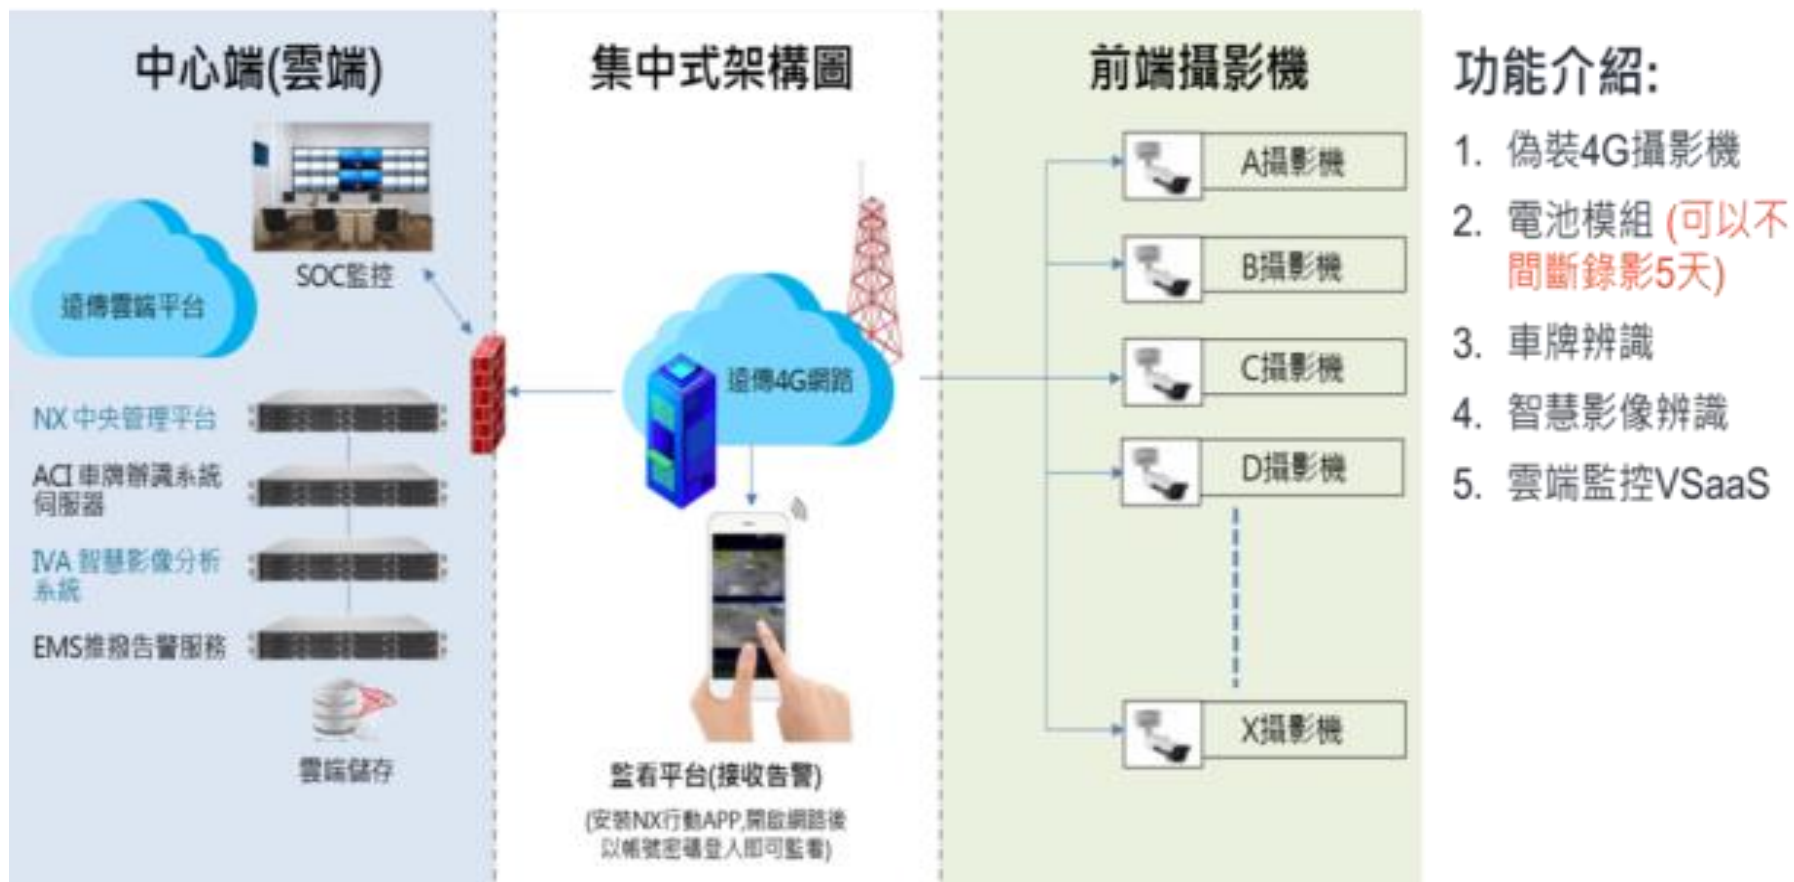 中心端(雲端)
SOC監控
遠傳雲端平台
NX 中央管理平台
ACI 車牌辦識系統
伺服器
IVA 智慧影像分析
系統
EMS推撥告警服務
雲端儲存
集中式架構圖
遠傳4G網路
監看平台(接收告警)
(安裝NX行動APP,開啟網路後
以帳號密碼登入即可監看)
前端攝影機
A攝影機
B攝影機
C攝影機
D攝影機
X攝影機
功能介紹:
1. 偽裝4G攝影機
2. 電池模組 (可以不
間斷錄影5天)
3. 車牌辨識
4. 智慧影像辨識
5. 雲端監控VSaaS